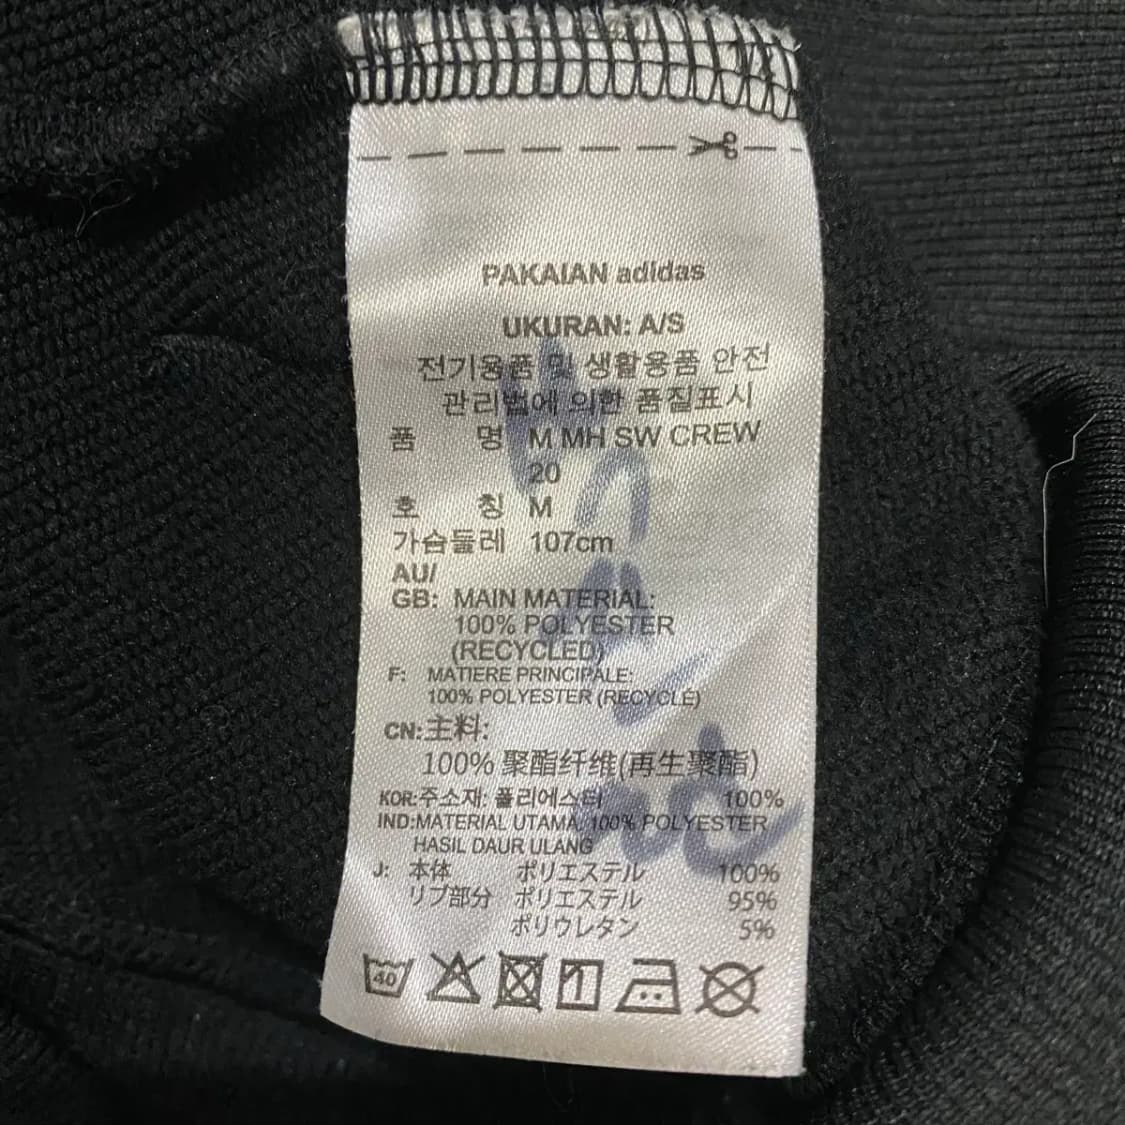 PAKAIAN adidas
UKURAN: A/S
전기용품 및 생활용품 안전
관리법에 의한 품질표시
품 명 M MH SW CREW
20
호 칭 M
가슴둘레 107cm
AU/
GB: MAIN MATERIAL:
100% POLYESTER
(RECYCLED)
F: MATIERE PRINCIPALE:
100% POLYESTER (RECYCLE)
CN:主料:
100% 聚酯纤维(再生聚酯)
KOR:주소재: 폴리에스터 100%
IND:MATERIAL UTAMA: 100% POLYESTER
HASIL DAUR ULANG
J: 本体 ポリエステル 100%
リブ部分 ポリエステル 95%
ポリウレタン 5%
40